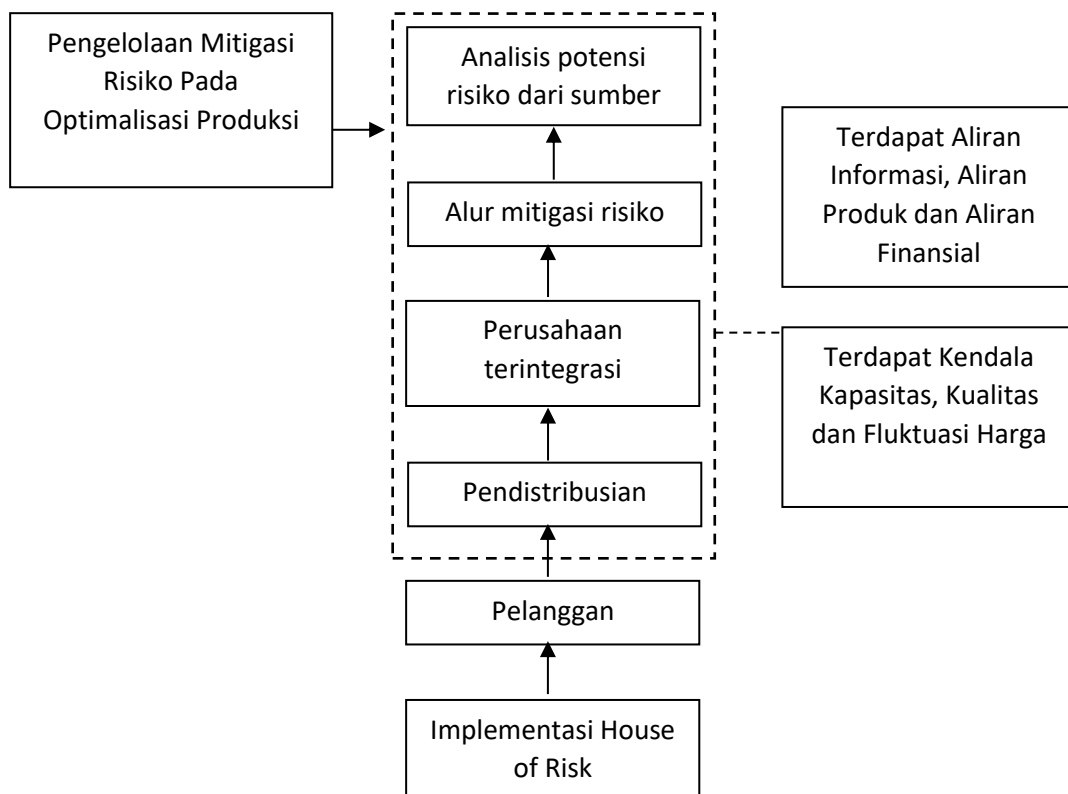 Pengelolaan Mitigasi
Risiko Pada
Optimalisasi Produksi
Analisis potensi
risiko dari sumber
Terdapat Aliran
Informasi, Aliran
Produk dan Aliran
Finansial
Alur mitigasi risiko
Perusahaan
terintegrasi
Terdapat Kendala
Kapasitas, Kualitas
dan Fluktuasi Harga
Pendistribusian
Pelanggan
Implementasi House
of Risk